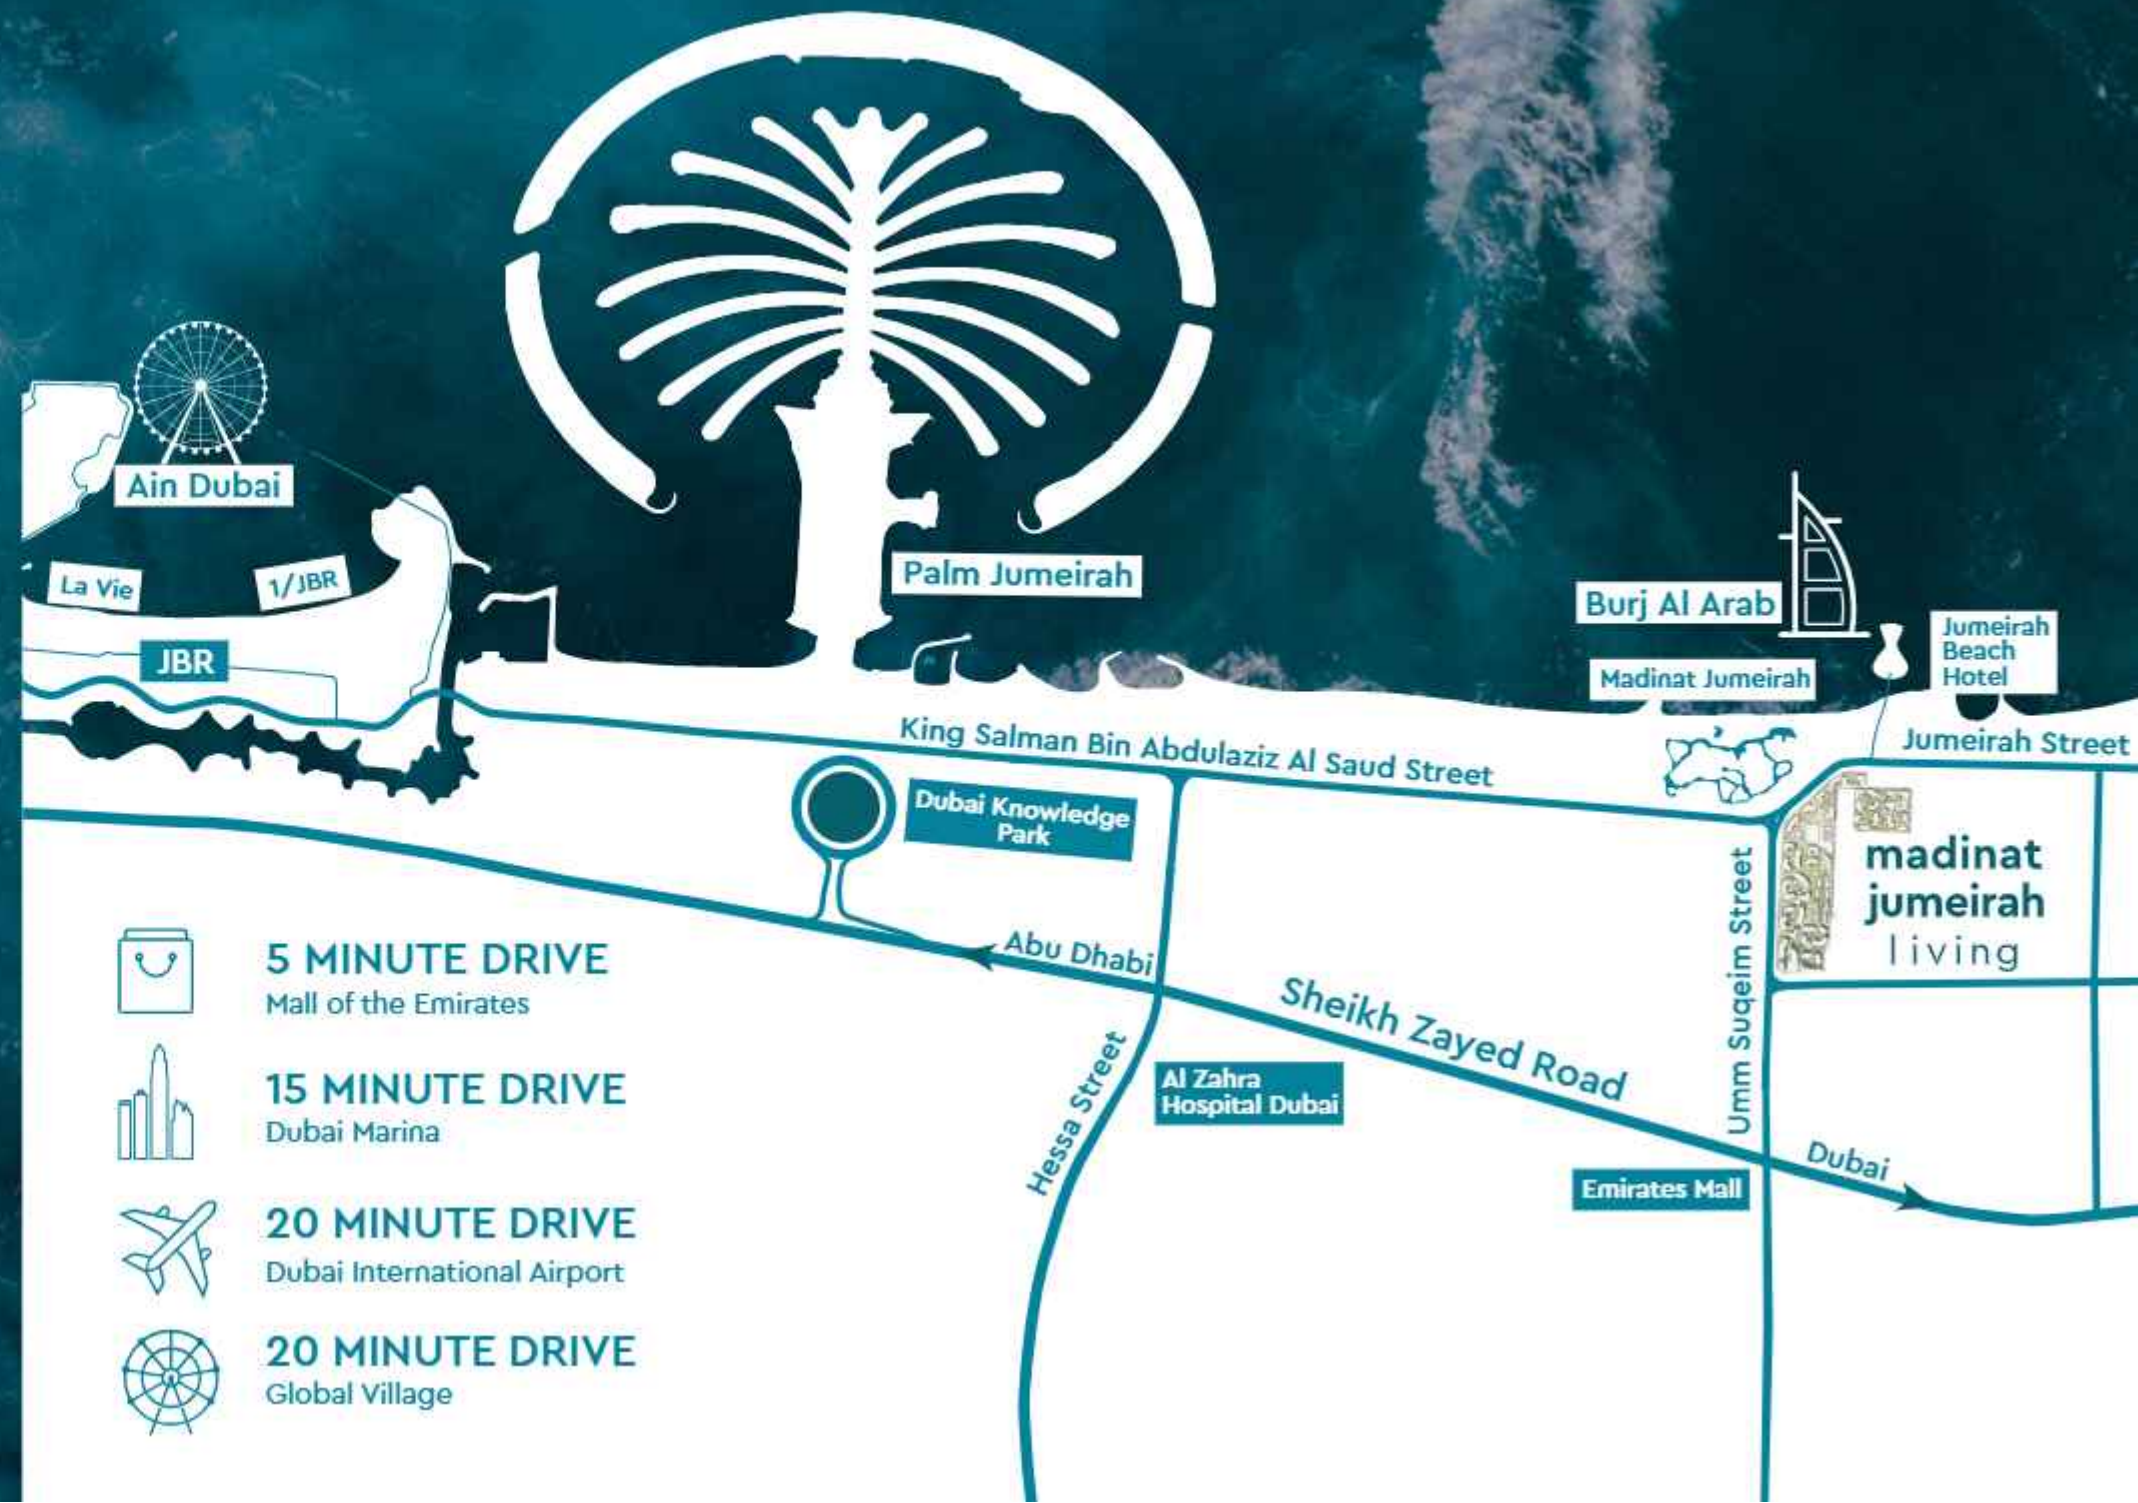 Ain Dubai
La Vie
1/JBR
JBR
Palm Jumeirah
Burj Al Arab
Madinat Jumeirah
Jumeirah
Beach
Hotel
King Salman Bin Abdulaziz Al Saud Street
Jumeirah Street
Dubai Knowledge
Park
madinat
jumeirah
living
Umm Suqeim Street
Abu Dhabi
Sheikh Zayed Road
Hessa Street
Al Zahra
Hospital Dubai
Emirates Mall
Dubai
5 MINUTE DRIVE
Mall of the Emirates
15 MINUTE DRIVE
Dubai Marina
20 MINUTE DRIVE
Dubai International Airport
20 MINUTE DRIVE
Global Village